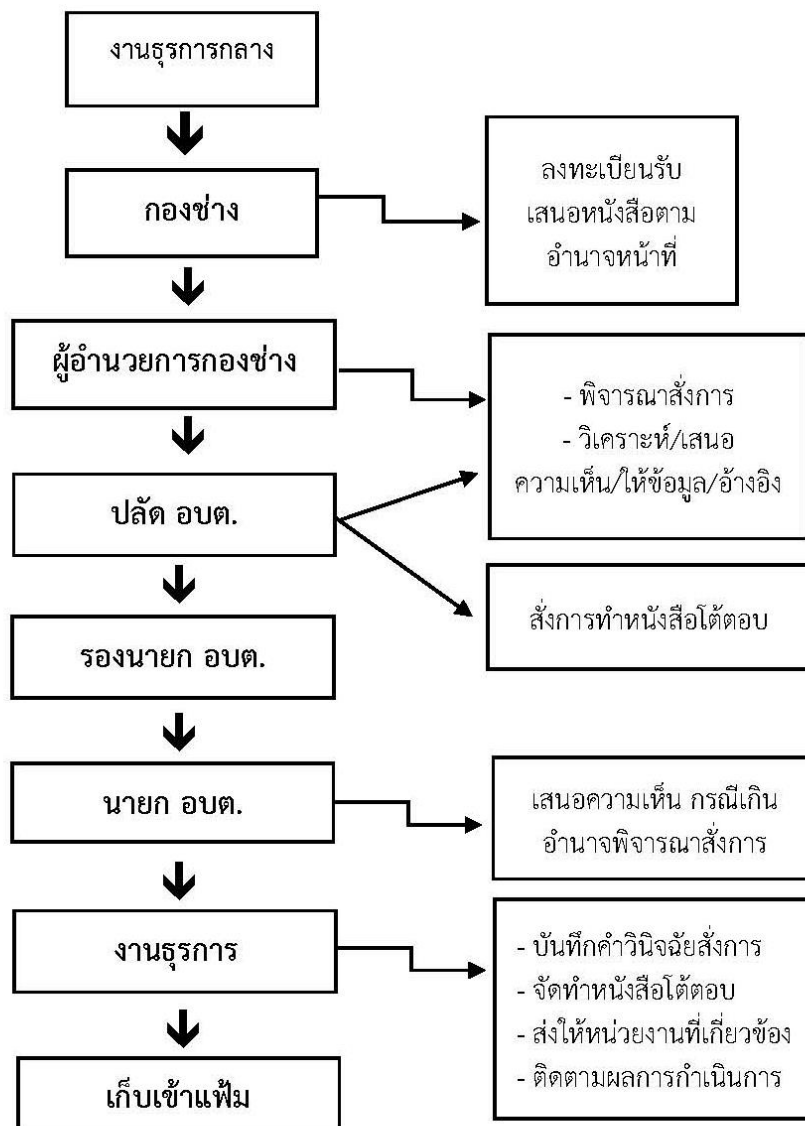 งานธุรการกลาง
กองช่าง
ลงทะเบียนรับ
เสนอหนังสือตาม
อำนาจหน้าที่
ผู้อำนวยการกองช่าง
- พิจารณาสั่งการ
- วิเคราะห์/เสนอ
ความเห็น/ให้ข้อมูล/อ้างอิง
ปลัด อบต.
สั่งการทำหนังสือโต้ตอบ
รองนายก อบต.
นายก อบต.
เสนอความเห็น กรณีเกิน
อำนาจพิจารณาสั่งการ
งานธุรการ
- บันทึกคำวินิจฉัยสั่งการ
- จัดทำหนังสือโต้ตอบ
- ส่งให้หน่วยงานที่เกี่ยวข้อง
- ติดตามผลการกำเนินการ
เก็บเข้าแฟ้ม